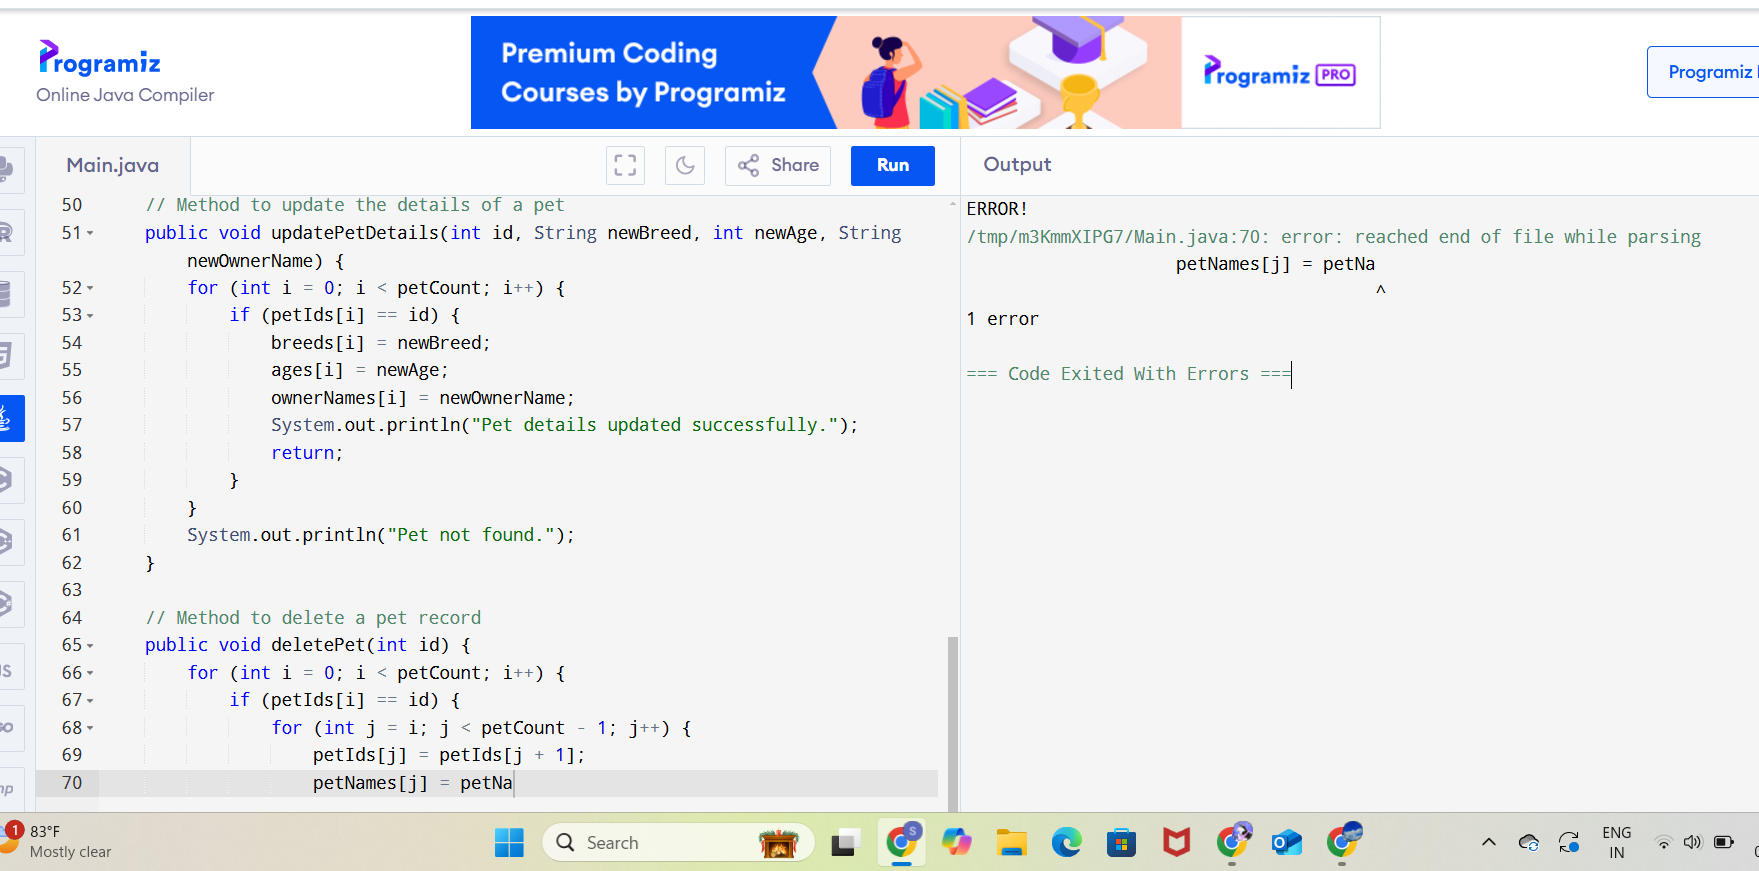 Programiz
Online Java Compiler
Premium Coding
Courses by Programiz
Programiz PRO
Programiz
Main.java
Share
Run
Output
50 // Method to update the details of a pet
51 public void updatePetDetails(int id, String newBreed, int newAge, String
newOwnerName) {
52 for (int i = 0; i < petCount; i++) {
53 if (petIds[i] == id) {
54 breeds[i] = newBreed;
55 ages[i] = newAge;
56 ownerNames[i] = newOwnerName;
57 System.out.println("Pet details updated successfully.");
58 return;
59 }
60 }
61 System.out.println("Pet not found.");
62 }
63
64 // Method to delete a pet record
65 public void deletePet(int id) {
66 for (int i = 0; i < petCount; i++) {
67 if (petIds[i] == id) {
68 for (int j = i; j < petCount - 1; j++) {
69 petIds[j] = petIds[j + 1];
70 petNames[j] = petNa
ERROR!
/tmp/m3KmmXIPG7/Main.java:70: error: reached end of file while parsing
petNames[j] = petNa
^
1 error
=== Code Exited With Errors ===
1
83°F
Mostly clear
Search
ENG
IN